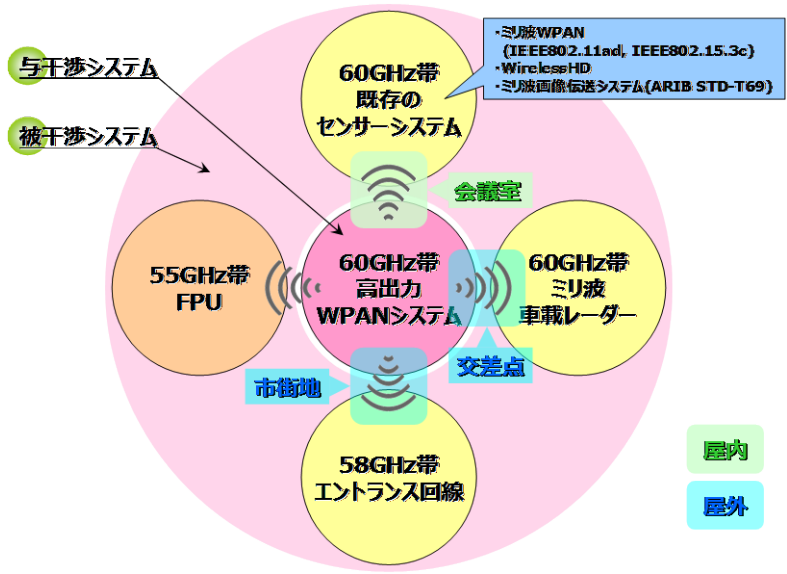 ・ミリ波WPAN
(IEEE802.11ad, IEEE802.15.3c)
・WirelessHD
・ミリ波画像伝送システム(ARIB STD-T69)
与干渉システム
被干渉システム
60GHz帯
既存の
センサーシステム
会議室
55GHz帯
FPU
60GHz帯
高出力
WPANシステム
60GHz帯
ミリ波
車載レーダー
交差点
市街地
58GHz帯
エントランス回線
屋内
屋外